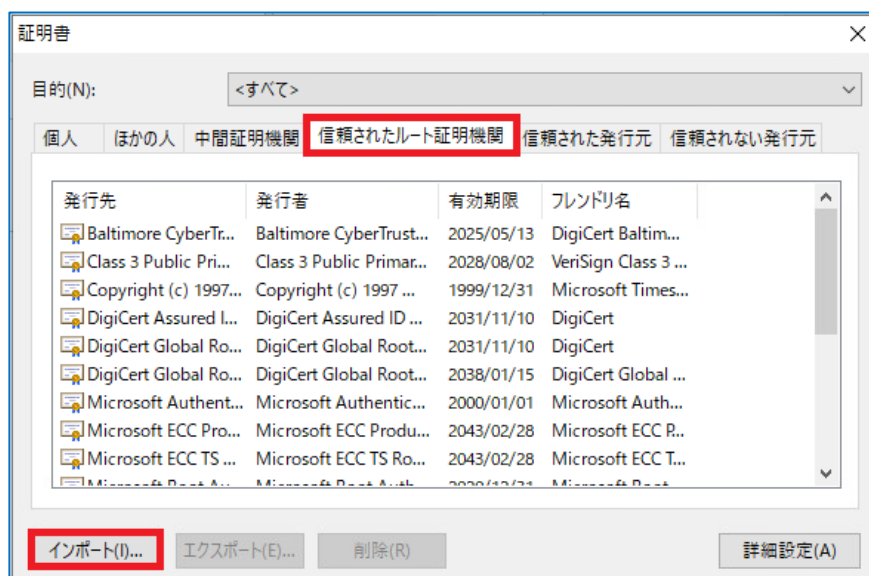 証明書
目的(N): <すべて>
個人 ほかの人 中間証明機関 信頼されたルート証明機関 信頼された発行元 信頼されない発行元
発行先 発行者 有効期限 フレンドリ名
Baltimore CyberTr... Baltimore CyberTrust... 2025/05/13 DigiCert Baltim...
Class 3 Public Pri... Class 3 Public Primar... 2028/08/02 VeriSign Class 3 ...
Copyright (c) 1997... Copyright (c) 1997 ... 1999/12/31 Microsoft Times...
DigiCert Assured I... DigiCert Assured ID ... 2031/11/10 DigiCert
DigiCert Global Ro... DigiCert Global Root... 2031/11/10 DigiCert
DigiCert Global Ro... DigiCert Global Root... 2038/01/15 DigiCert Global ...
Microsoft Authent... Microsoft Authentic... 2000/01/01 Microsoft Auth...
Microsoft ECC Pro... Microsoft ECC Produ... 2043/02/28 Microsoft ECC P...
Microsoft ECC TS ... Microsoft ECC TS Ro... 2043/02/28 Microsoft ECC T...
インポート(I)... エクスポート(E)... 削除(R) 詳細設定(A)